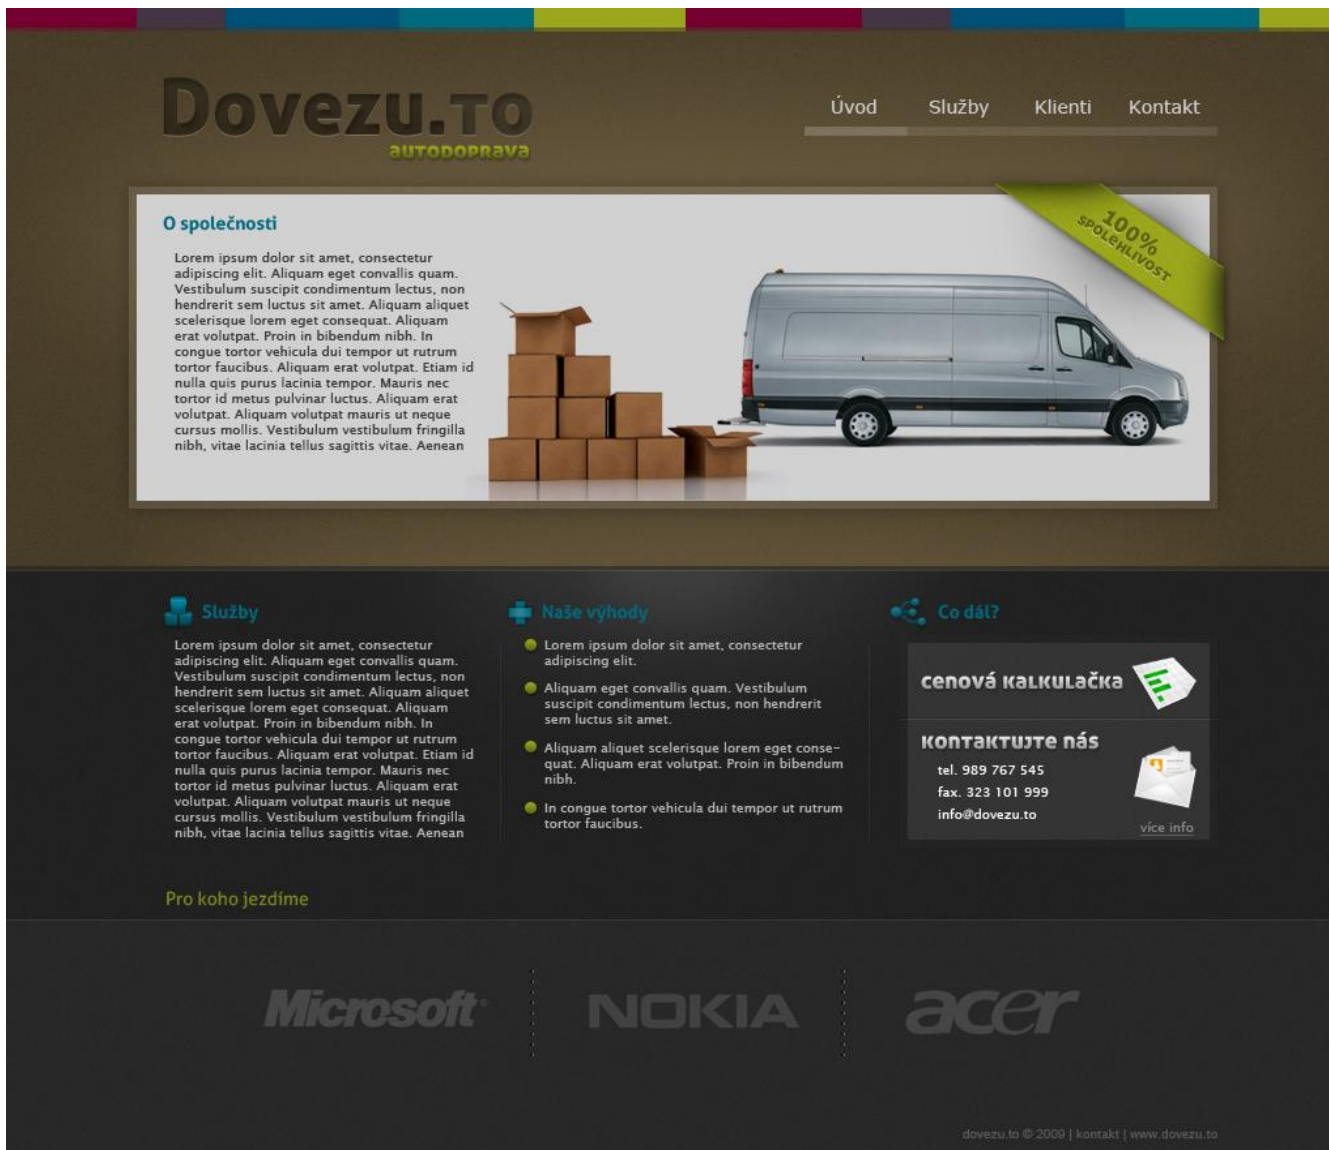 Dovezu.to
autodoprava
Úvod Služby Klienti Kontakt
O společnosti
Lorem ipsum dolor sit amet, consectetur
adipiscing elit. Aliquam eget convallis quam.
Vestibulum suscipit condimentum lectus, non
hendrerit sem luctus sit amet. Aliquam aliquet
scelerisque lorem eget consequat. Aliquam
erat volutpat. Proin in bibendum nibh. In
congue tortor vehicula dui tempor ut rutrum
tortor faucibus. Aliquam erat volutpat. Etiam id
nulla quis purus lacinia tempor. Mauris nec
tortor id metus pulvinar luctus. Aliquam erat
volutpat. Aliquam volutpat mauris ut neque
cursus mollis. Vestibulum vestibulum fringilla
nibh, vitae lacinia tellus sagittis vitae. Aenean
100%
spolehlivost
Služby
Lorem ipsum dolor sit amet, consectetur
adipiscing elit. Aliquam eget convallis quam.
Vestibulum suscipit condimentum lectus, non
hendrerit sem luctus sit amet. Aliquam aliquet
scelerisque lorem eget consequat. Aliquam
erat volutpat. Proin in bibendum nibh. In
congue tortor vehicula dui tempor ut rutrum
tortor faucibus. Aliquam erat volutpat. Etiam id
nulla quis purus lacinia tempor. Mauris nec
tortor id metus pulvinar luctus. Aliquam erat
volutpat. Aliquam volutpat mauris ut neque
cursus mollis. Vestibulum vestibulum fringilla
nibh, vitae lacinia tellus sagittis vitae. Aenean
Naše výhody
Lorem ipsum dolor sit amet, consectetur
adipiscing elit.
Aliquam eget convallis quam. Vestibulum
suscipit condimentum lectus, non hendrerit
sem luctus sit amet.
Aliquam aliquet scelerisque lorem eget conse-
quat. Aliquam erat volutpat. Proin in bibendum
nibh.
In congue tortor vehicula dui tempor ut rutrum
tortor faucibus.
Co dál?
cenová kalkulačka
kontaktujte nás
tel. 989 767 545
fax. 323 101 999
info@dovezu.to
více info
Pro koho jezdíme
Microsoft
NOKIA
acer
dovezu.to © 2009 | kontakt | www.dovezu.to